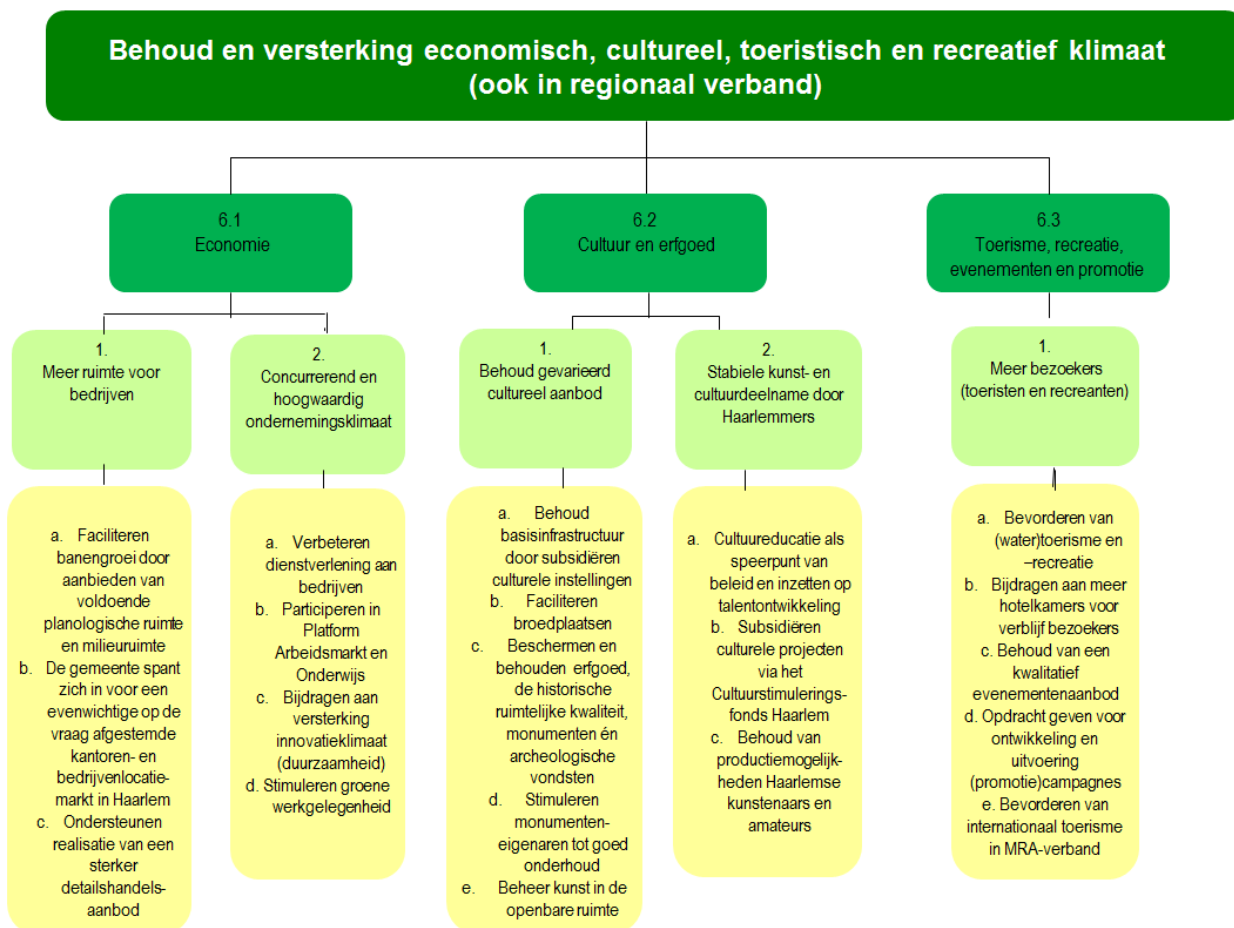 Behoud en versterking economisch, cultureel, toeristisch en recreatief klimaat
(ook in regionaal verband)
6.1
Economie
6.2
Cultuur en erfgoed
6.3
Toerisme, recreatie,
evenementen en promotie
1.
Meer ruimte voor
bedrijven
2.
Concurrerend en
hoogwaardig
ondernemingsklimaat
1.
Behoud gevarieerd
cultureel aanbod
2.
Stabiele kunst- en
cultuurdeelname door
Haarlemmers
1.
Meer bezoekers
(toeristen en recreanten)
a. Faciliteren
banengroei door
aanbieden van
voldoende
planologische ruimte
en milieuruimte
b. De gemeente spant
zich in voor een
evenwichtige op de
vraag afgestemde
kantoren- en
bedrijvenlocatie-
markt in Haarlem
c. Ondersteunen
realisatie van een
sterker
detailshandels-
aanbod
a. Verbeteren
dienstverlening aan
bedrijven
b. Participeren in
Platform
Arbeidsmarkt en
Onderwijs
c. Bijdragen aan
versterking
innovatieklimaat
(duurzaamheid)
d. Stimuleren groene
werkgelegenheid
a. Behoud
basisinfrastructuur
door subsidiëren
culturele instellingen
b. Faciliteren
broedplaatsen
c. Beschermen en
behouden erfgoed,
de historische
ruimtelijke kwaliteit,
monumenten én
archeologische
vondsten
d. Stimuleren
monumenten-
eigenaren tot goed
onderhoud
e. Beheer kunst in de
openbare ruimte
a. Cultuureducatie als
speerpunt van
beleid en inzetten op
talentontwikkeling
b. Subsidiëren
culturele projecten
via het
Cultuurstimulerings-
fonds Haarlem
c. Behoud van
productiemogelijk-
heden Haarlemse
kunstenaars en
amateurs
a. Bevorderen van
(water)toerisme en
–recreatie
b. Bijdragen aan meer
hotelkamers voor
verblijf bezoekers
c. Behoud van een
kwalitatief
evenementenaanbod
d. Opdracht geven voor
ontwikkeling en
uitvoering
(promotie)campagnes
e. Bevorderen van
internationaal toerisme
in MRA-verband